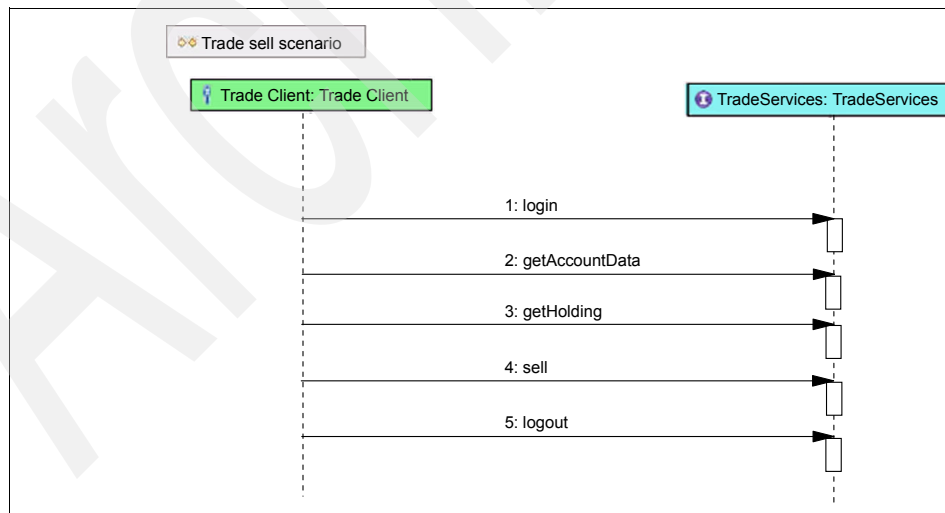 Trade sell scenario
Trade Client: Trade Client
TradeServices: TradeServices
1: login
2: getAccountData
3: getHolding
4: sell
5: logout